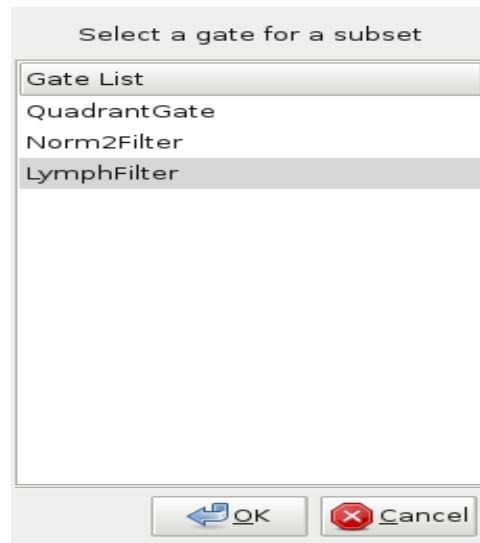 Select a gate for a subset
Gate List
QuadrantGate
Norm2Filter
LymphFilter
OK
Cancel